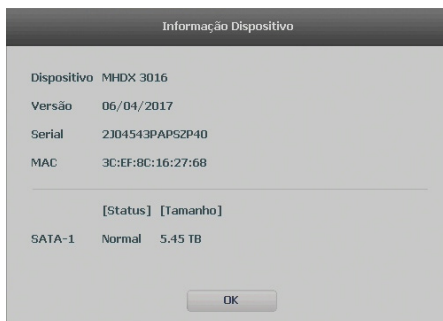 Informação Dispositivo
Dispositivo MHDX 3016
Versão 06/04/2017
Serial 2J04543PAPSZP40
MAC 3C:EF:8C:16:27:68
[Status] [Tamanho]
SATA-1 Normal 5.45 TB
OK